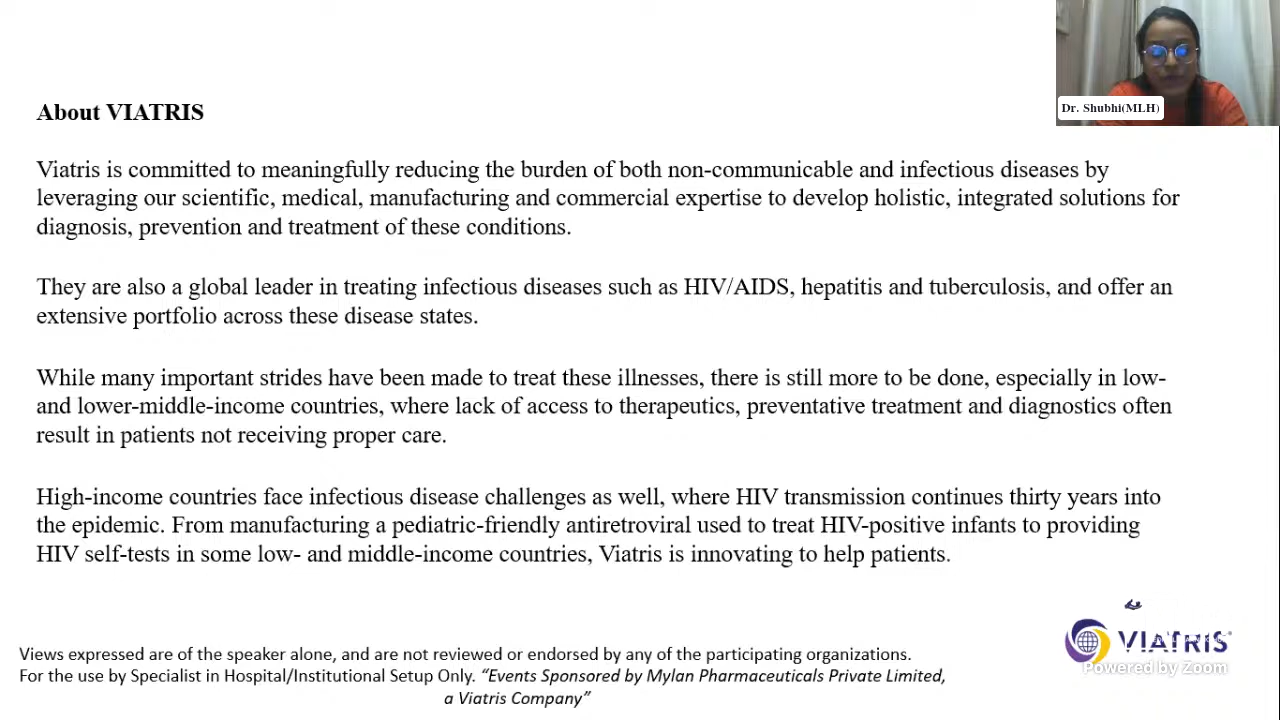 Dr. Shubhi(MLH)
About VIATRIS
Viatris is committed to meaningfully reducing the burden of both non-communicable and infectious diseases by
leveraging our scientific, medical, manufacturing and commercial expertise to develop holistic, integrated solutions for
diagnosis, prevention and treatment of these conditions.
They are also a global leader in treating infectious diseases such as HIV/AIDS, hepatitis and tuberculosis, and offer an
extensive portfolio across these disease states.
While many important strides have been made to treat these illnesses, there is still more to be done, especially in low-
and lower-middle-income countries, where lack of access to therapeutics, preventative treatment and diagnostics often
result in patients not receiving proper care.
High-income countries face infectious disease challenges as well, where HIV transmission continues thirty years into
the epidemic. From manufacturing a pediatric-friendly antiretroviral used to treat HIV-positive infants to providing
HIV self-tests in some low- and middle-income countries, Viatris is innovating to help patients.
VIATRIS
Powered by Zoom
Views expressed are of the speaker alone, and are not reviewed or endorsed by any of the participating organizations.
For the use by Specialist in Hospital/Institutional Setup Only. “Events Sponsored by Mylan Pharmaceuticals Private Limited,
a Viatris Company”